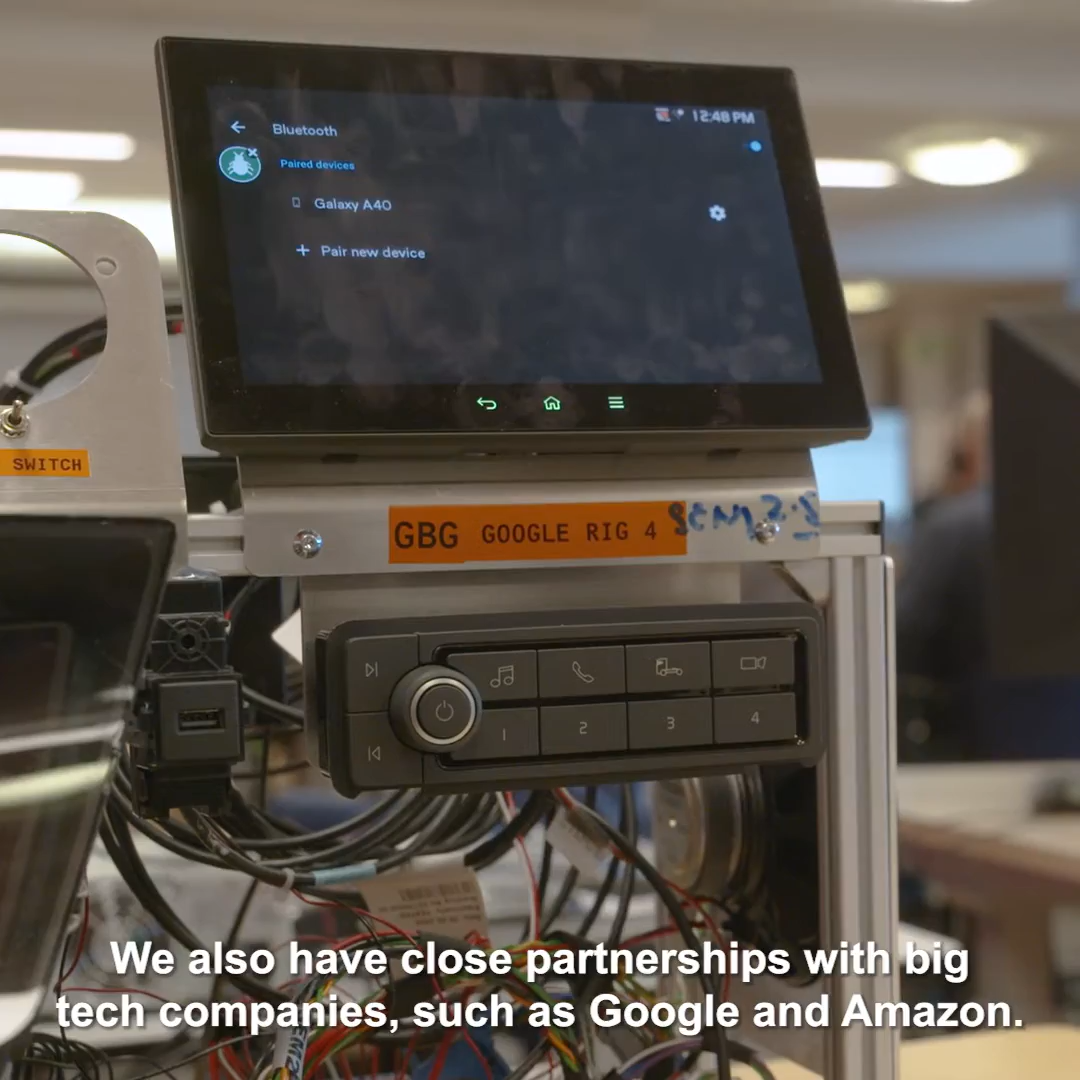 12:48 PM
Bluetooth
Paired devices
Galaxy A40
+ Pair new device
SWITCH
GBG GOOGLE RIG 4
1
2
3
4
We also have close partnerships with big
tech companies, such as Google and Amazon.